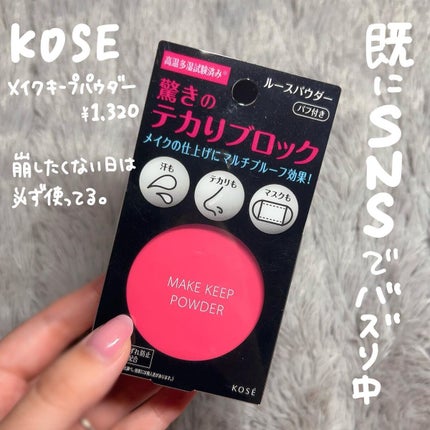 KOSE
メイクキープパウダー
¥1,320
崩したくない日は
必ず使ってる。
既にSNSでバズり中
高温多湿試験済み※
ルースパウダー
パフ付き
驚きの
テカリブロック
メイクの仕上げにマルチプルーフ効果!
汗も
テカリも
マスクも
MAKE KEEP
POWDER
KOSÉ